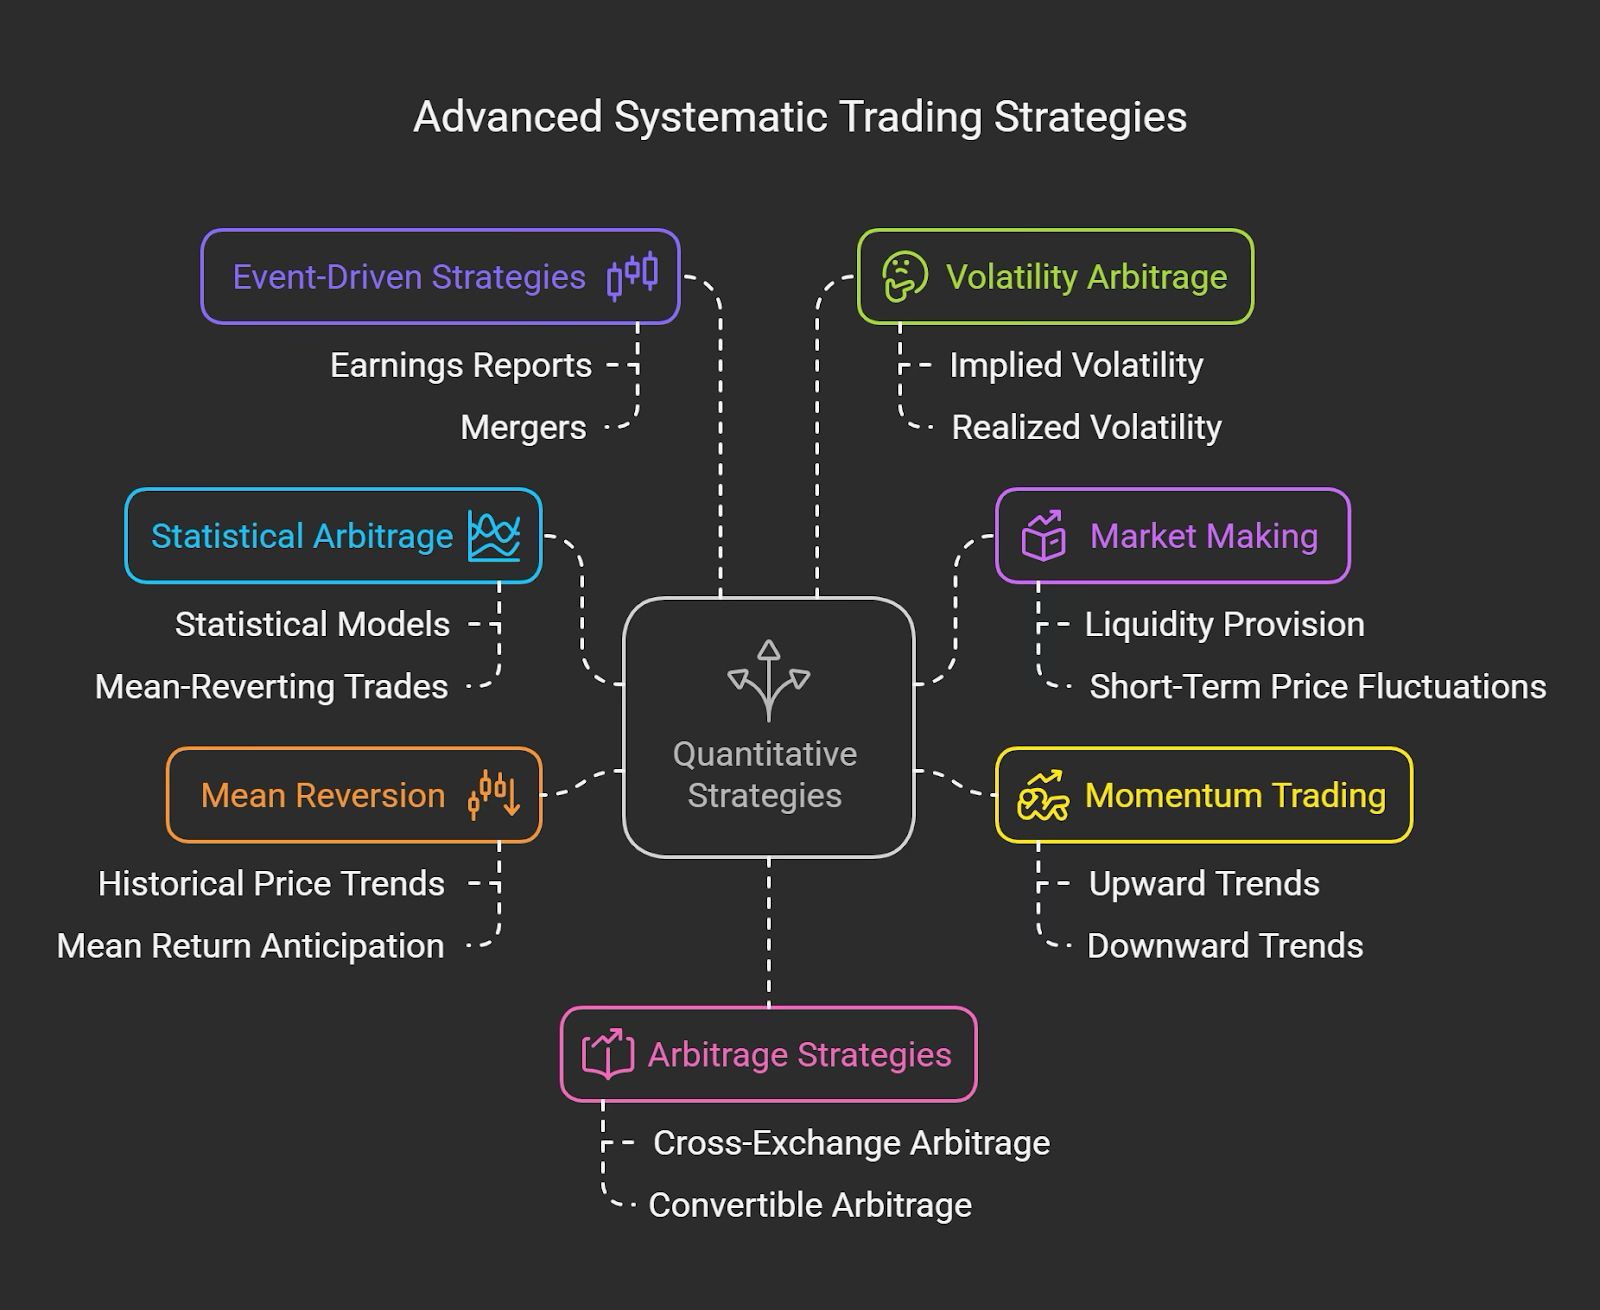 Advanced Systematic Trading Strategies
Event-Driven Strategies
Earnings Reports
Mergers
Volatility Arbitrage
Implied Volatility
Realized Volatility
Statistical Arbitrage
Statistical Models
Mean-Reverting Trades
Market Making
Liquidity Provision
Short-Term Price Fluctuations
Quantitative
Strategies
Mean Reversion
Historical Price Trends
Mean Return Anticipation
Momentum Trading
Upward Trends
Downward Trends
Arbitrage Strategies
Cross-Exchange Arbitrage
Convertible Arbitrage